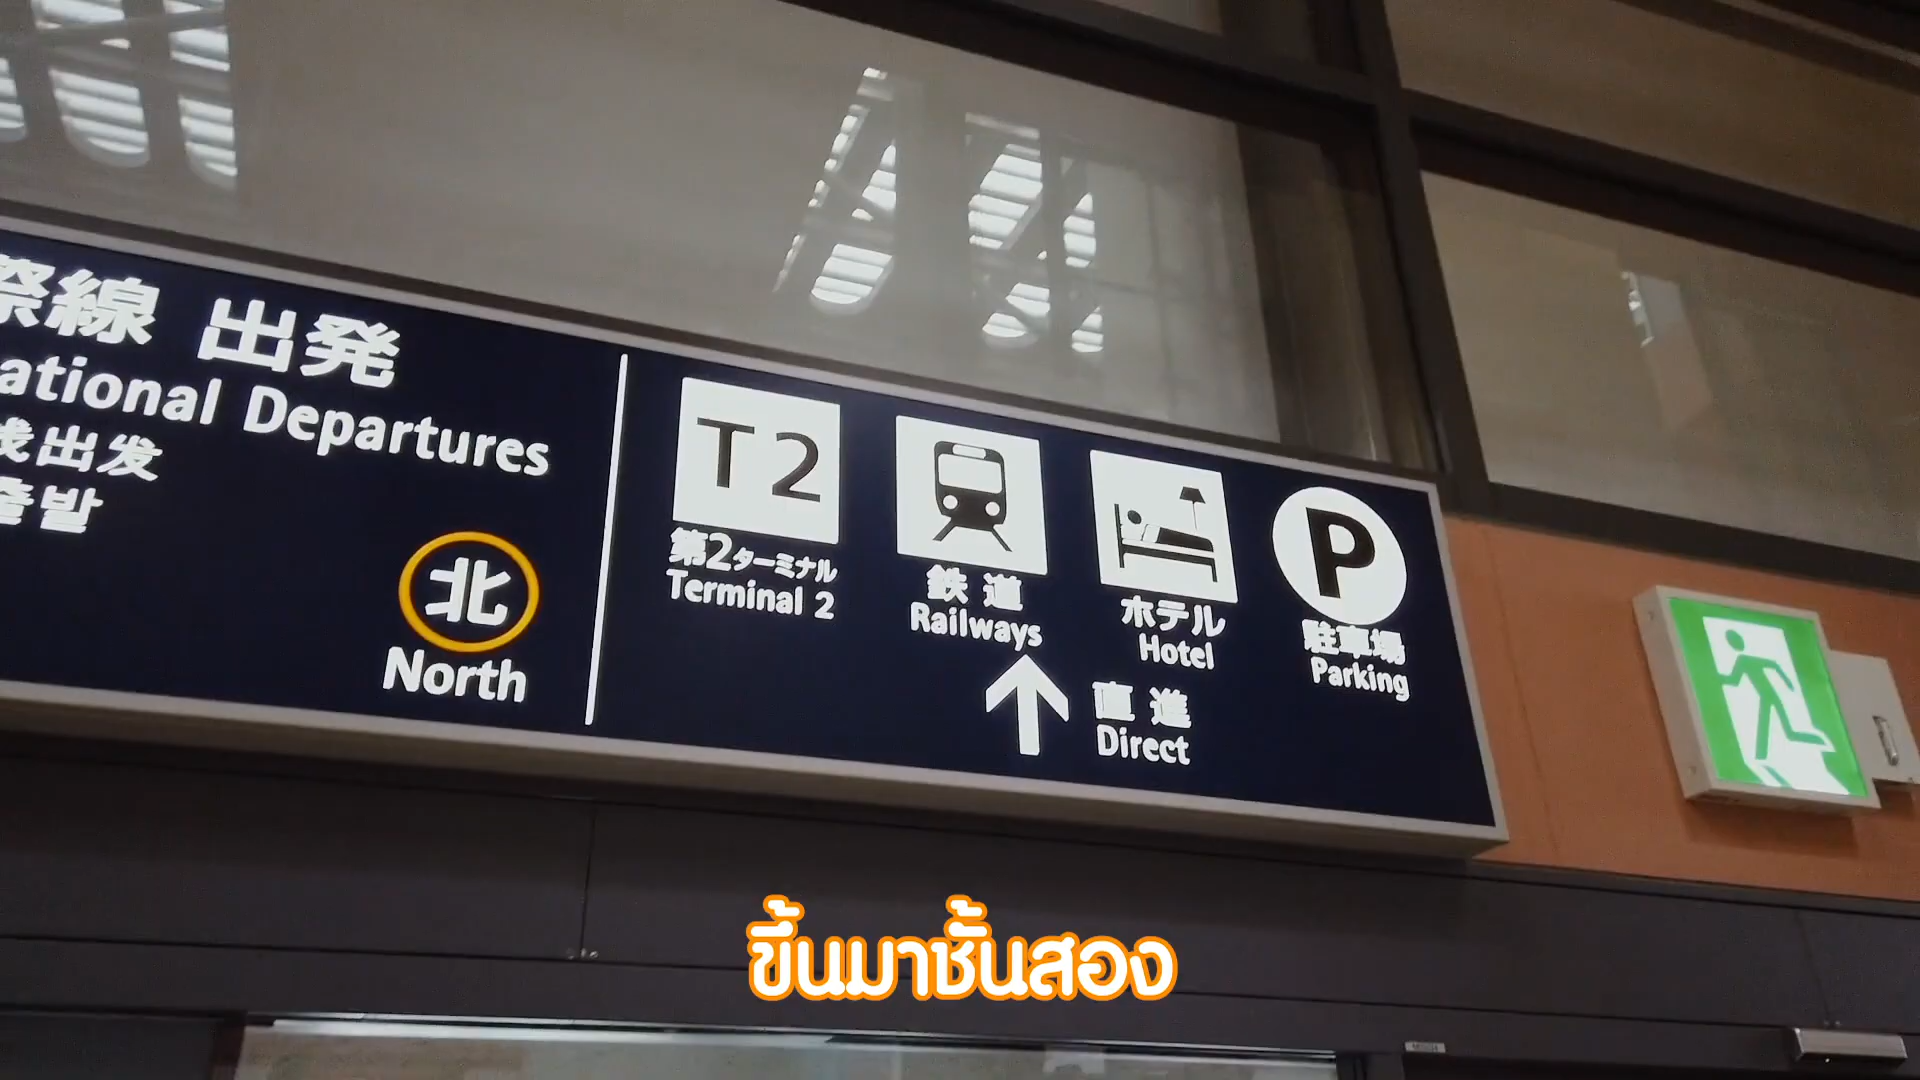 際線 出発
ational Departures
线出发
출발
北
North
T2
第2ターミナル
Terminal 2
鉄道
Railways
ホテル
Hotel
P
駐車場
Parking
直進
Direct
ขึ้นมาชั้นสอง